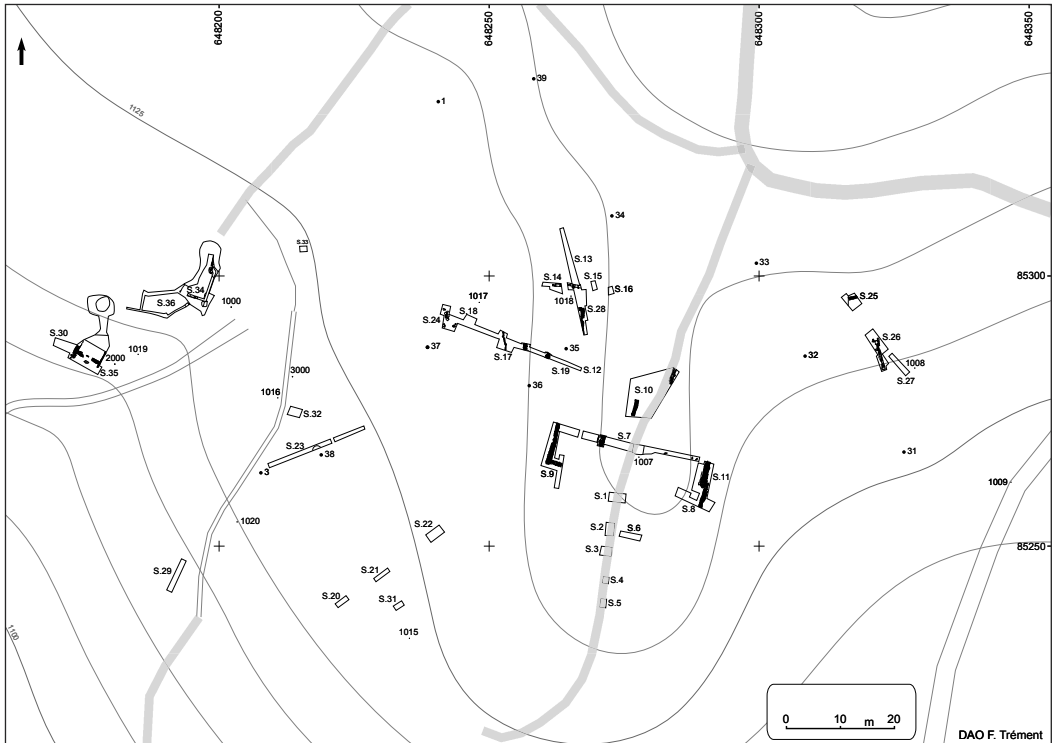 648200
648250
648300
648350
1125
39
1
34
S.33
33
85300
S.13
S.14
S.15
S.16
1018
S.28
S.34
S.36
1000
1017
S.18
S.24
S.25
S.30
1019
2000
S.35
37
S.17
35
S.19
S.12
36
32
S.26
1008
S.27
3000
1016
S.32
S.10
S.23
38
3
S.7
1007
S.9
S.11
S.8
31
1009
S.1
1020
S.22
S.2
S.6
S.3
85250
S.29
S.21
S.4
S.20
S.31
S.5
1015
1100
0 10 m 20
DAO F. Trément